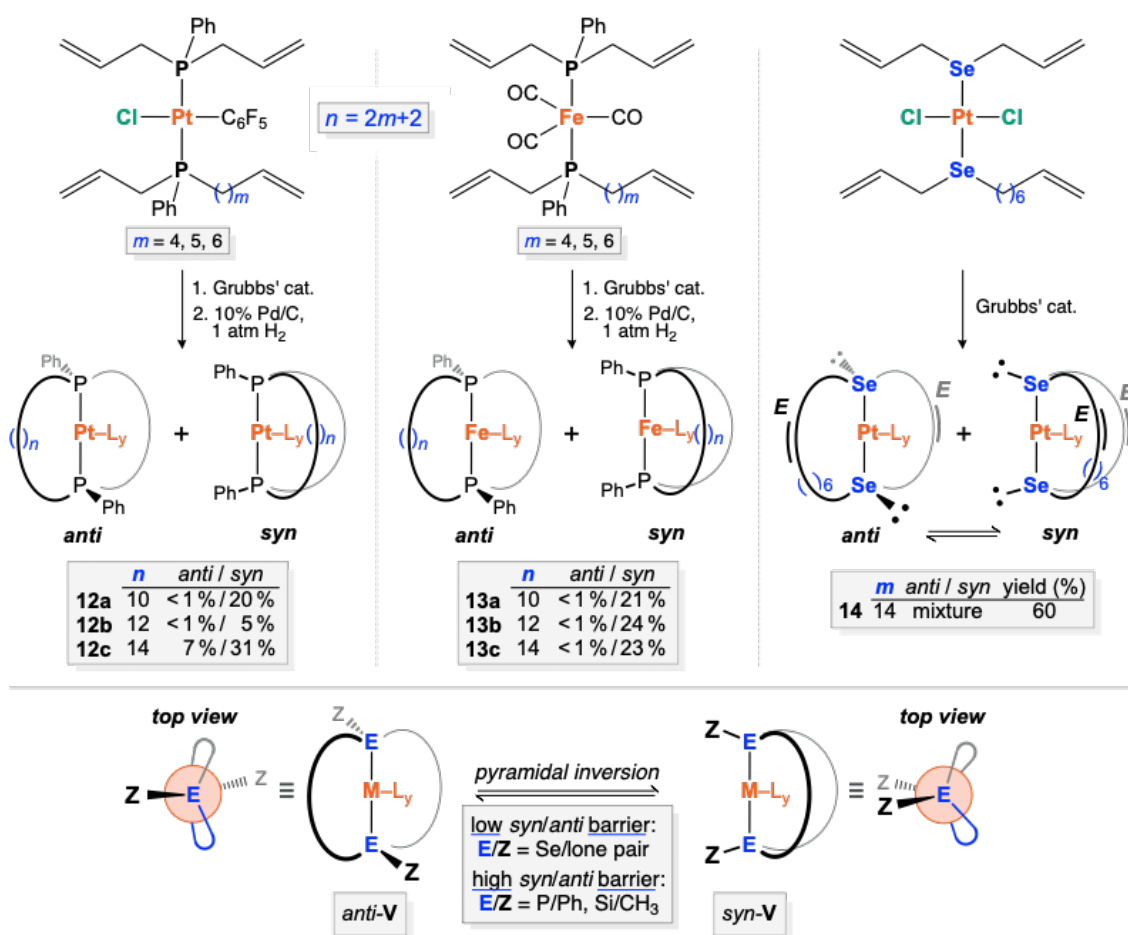 Ph
P
Cl Pt C6F5
P
Ph ( )m
m = 4, 5, 6
n = 2m+2
Ph
P
OC
Fe CO
OC
P
Ph ( )m
m = 4, 5, 6
Se
Cl Pt Cl
Se
( )6
1. Grubbs' cat.
2. 10% Pd/C,
1 atm H2
1. Grubbs' cat.
2. 10% Pd/C,
1 atm H2
Grubbs' cat.
Ph P
( )n Pt–Ly
P Ph
anti
+
Ph P
Pt–Ly ( )n
Ph P
syn
Ph P
( )n Fe–Ly
P Ph
anti
+
Ph P
Fe–Ly ( )n
Ph P
syn
: Se
E Pt–Ly E
( )6 Se :
anti
+
: Se
Pt–Ly E E
: Se ( )6
syn
n anti / syn
12a 10 < 1 % / 20 %
12b 12 < 1 % / 5 %
12c 14 7 % / 31 %
n anti / syn
13a 10 < 1 % / 21 %
13b 12 < 1 % / 24 %
13c 14 < 1 % / 23 %
m anti / syn yield (%)
14 14 mixture 60
top view
Z E Z
≡
Z E
M–Ly
E Z
anti-V
pyramidal inversion
low syn/anti barrier:
E/Z = Se/lone pair
high syn/anti barrier:
E/Z = P/Ph, Si/CH3
Z E
M–Ly
Z E
syn-V
≡
top view
Z
Z E